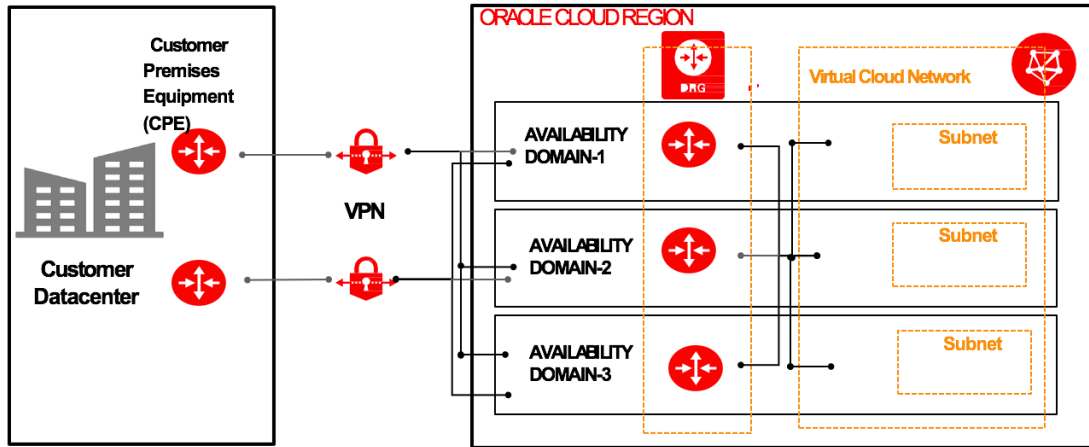 ORACLE CLOUD REGION
Customer
Premises
Equipment
(CPE)
Customer
Datacenter
VPN
DRG
Virtual Cloud Network
AVAILABILITY
DOMAIN-1
Subnet
AVAILABILITY
DOMAIN-2
Subnet
AVAILABILITY
DOMAIN-3
Subnet